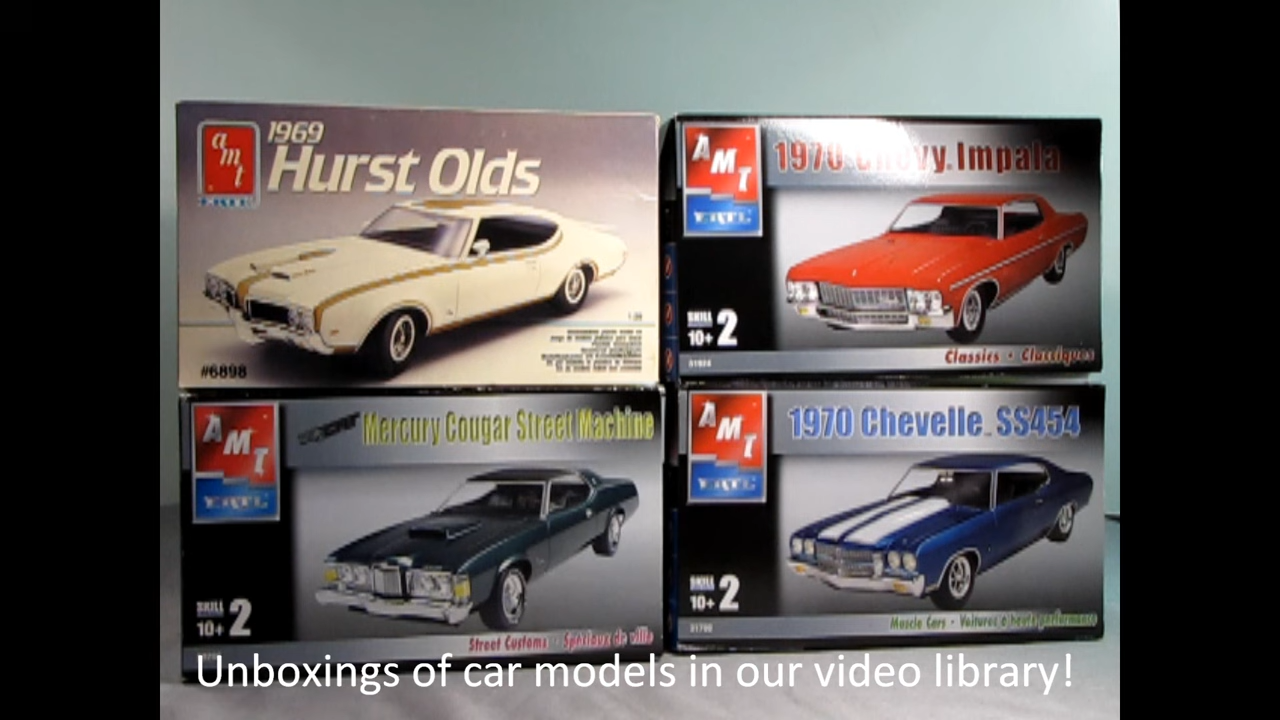 amt
ERTL
1969
Hurst Olds
#6898
AMT
ERTL
1970 Chevy Impala
SKILL 2
10+
Classics • Classiques
AMT
ERTL
Mercury Cougar Street Machine
SKILL 2
10+
Street Customs • Spéciaux de ville
AMT
ERTL
1970 Chevelle SS454
SKILL 2
10+
Muscle Cars • Voitures à haute performance
Unboxings of car models in our video library!